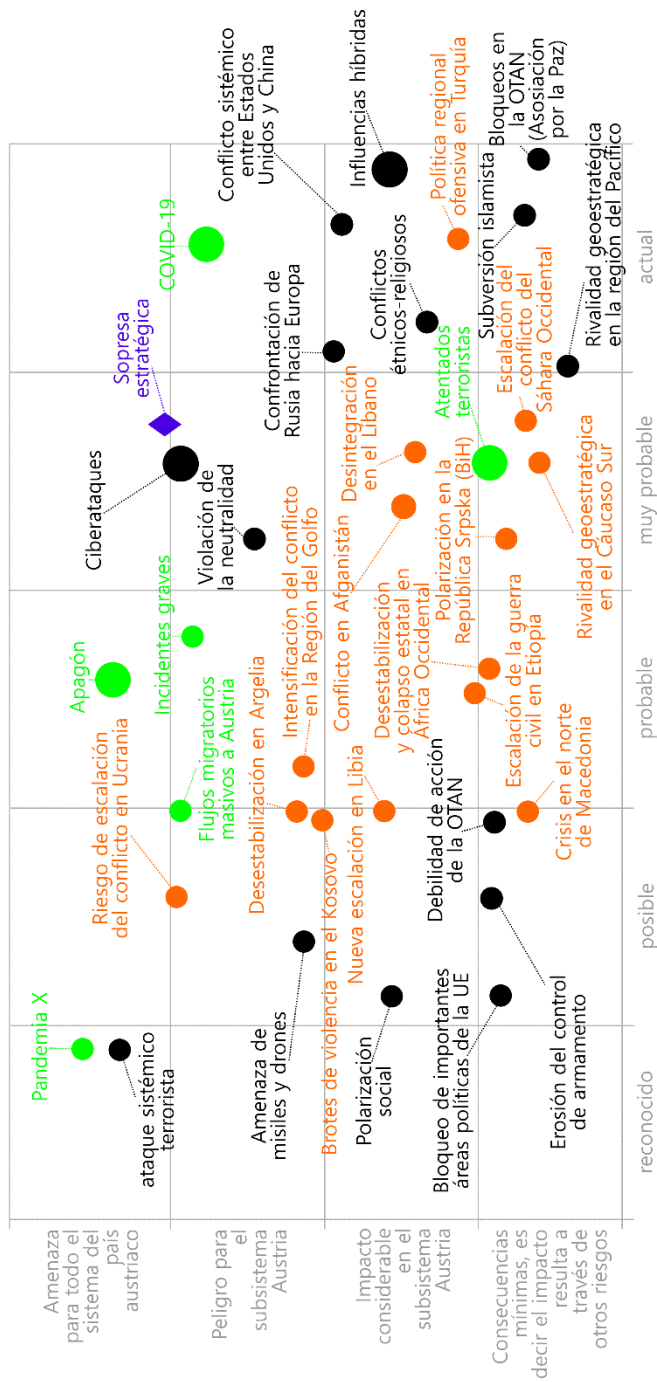 Amenaza
para todo el
sistema del
país
austriaco
Pandemia X
ataque sistémico
terrorista
Riesgo de escalación
del conflicto en Ucrania
Apagón
Ciberataques
Sopresa
estratégica
COVID-19
Peligro para
el
subsistema
Austria
Flujos migratorios
masivos a Austria
Incidentes graves
Violación de
la neutralidad
Conflicto sistémico
entre Estados
Unidos y China
Confrontación de
Rusia hacia Europa
Amenaza de
misiles y drones
Desestabilización en Argelia
Intensificación del conflicto
en la Región del Golfo
Brotes de violencia en el Kosovo
Impacto
considerable
en el
subsistema
Austria
Polarización
social
Nueva escalación en Libia
Conflicto en Afganistán
Desintegración
en el Líbano
Conflictos
étnicos-religiosos
Influencias híbridas
Desestabilización
y colapso estatal en
África Occidental
Polarización en la
República Srpska (BiH)
Atentados
terroristas
Política regional
ofensiva en Turquía
Bloqueo de importantes
áreas políticas de la UE
Debilidad de acción
de la OTAN
Subversión islamista
Bloqueos en
la OTAN
(Asociación
por la Paz)
Consecuencias
mínimas, es
decir el impacto
resulta a
través de
otros riesgos
Escalación de la guerra
civil en Etiopia
Escalación del
conflicto del
Sáhara Occidental
Erosión del control
de armamento
Crisis en el norte
de Macedonia
Rivalidad geoestratégica
en el Cáucaso Sur
Rivalidad geoestratégica
en la región del Pacífico
reconocido
posible
probable
muy probable
actual